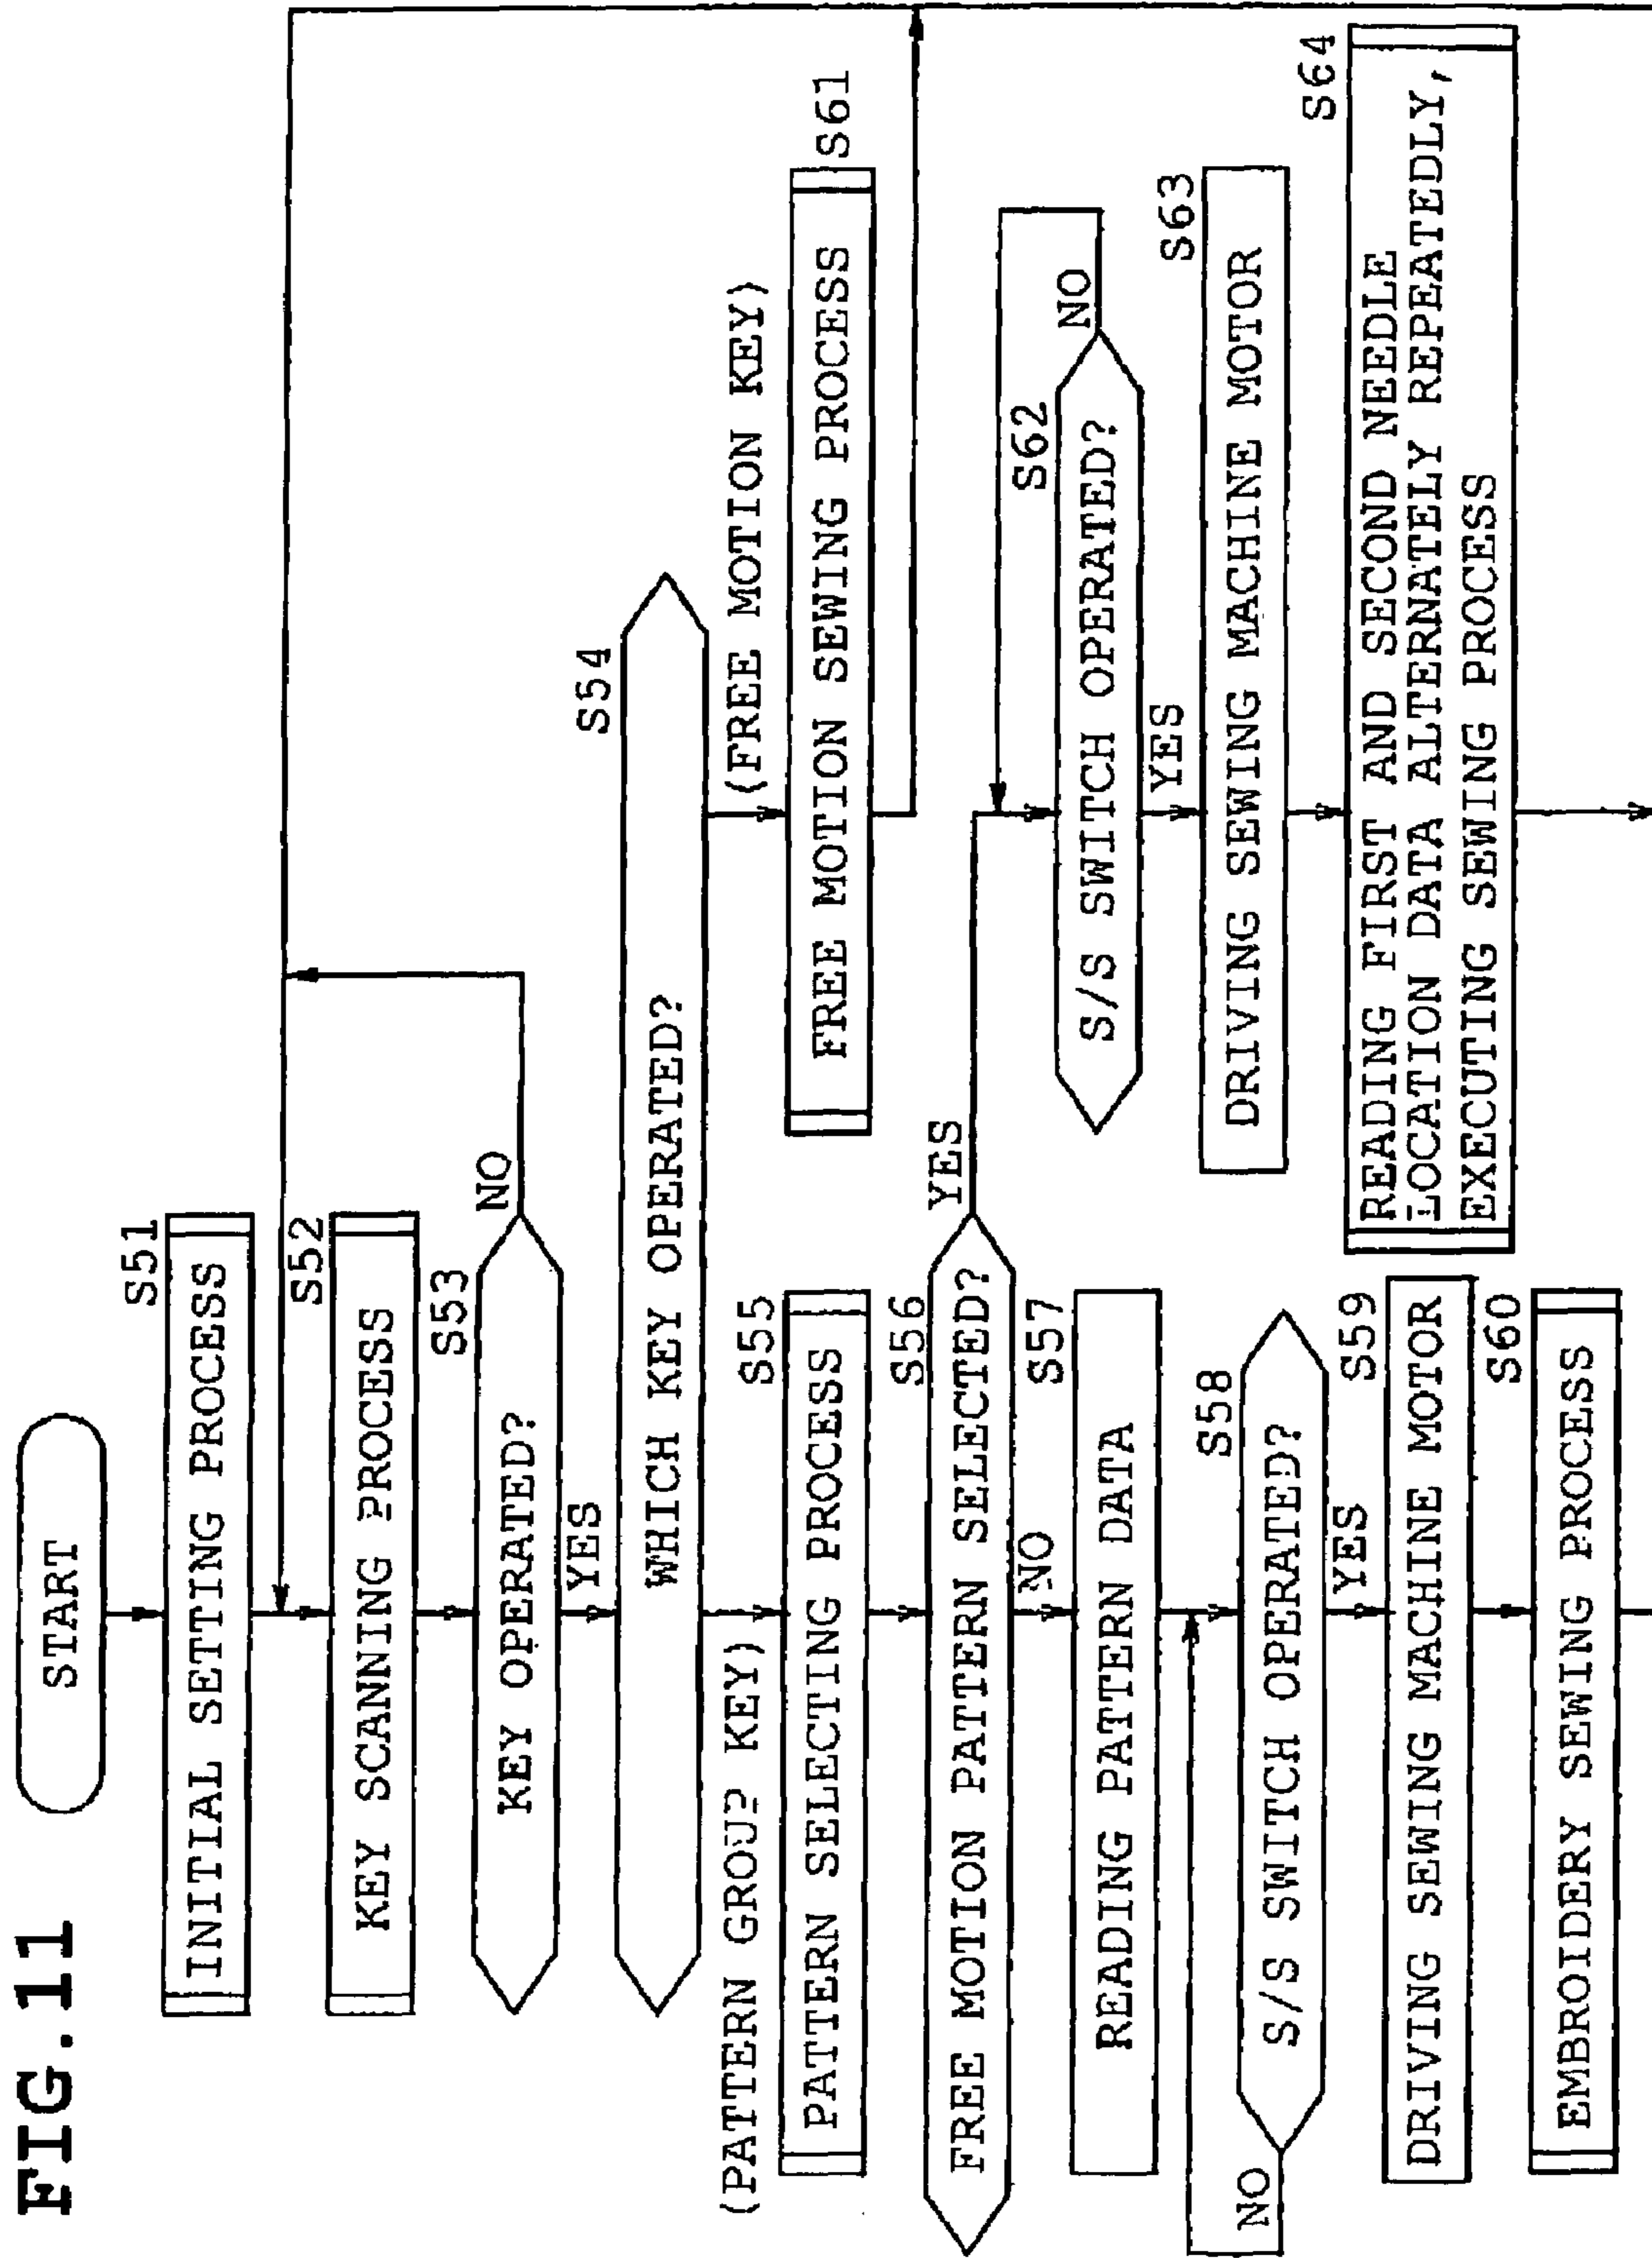 FIG.11
START
S51
INITIAL SETTING PROCESS
S52
KEY SCANNING PROCESS
S53
KEY OPERATED?
NO
YES
S54
WHICH KEY OPERATED?
(PATTERN GROUP KEY)
(FREE MOTION KEY)
S55
PATTERN SELECTING PROCESS
S61
FREE MOTION SEWING PROCESS
S56
FREE MOTION PATTERN SELECTED?
YES
NO
S57
READING PATTERN DATA
S58
S/S SWITCH OPERATED?
NO
YES
S59
DRIVING SEWING MACHINE MOTOR
S60
EMBROIDERY SEWING PROCESS
S62
S/S SWITCH OPERATED?
NO
YES
S63
DRIVING SEWING MACHINE MOTOR
S64
READING FIRST AND SECOND NEEDLE
LOCATION DATA ALTERNATELY REPEATEDLY,
EXECUTING SEWING PROCESS